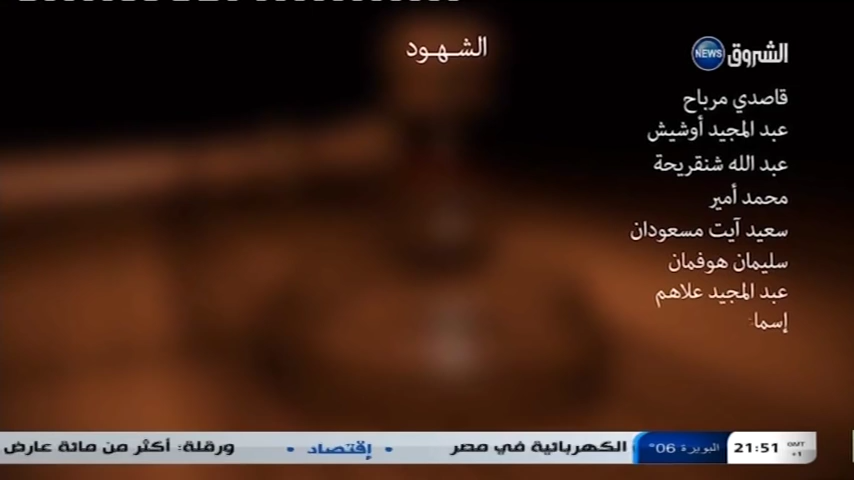 الشهود
الشروق NEWS
قاصدي مرباح
عبد المجيد أوشيش
عبد الله شنقريحة
محمد أمير
سعيد آيت مسعودان
سليمان هوفمان
عبد المجيد علاهم
إسما
الكهربائية في مصر • إقتصاد • ورقلة: أكثر من مائة عارض
البويرة 06°
21:51 GMT +1